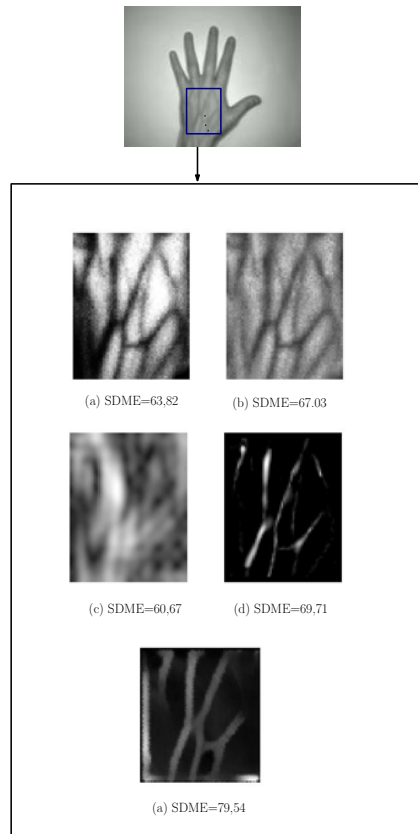 (a) SDME=63,82
(b) SDME=67.03
(c) SDME=60,67
(d) SDME=69,71
(a) SDME=79,54